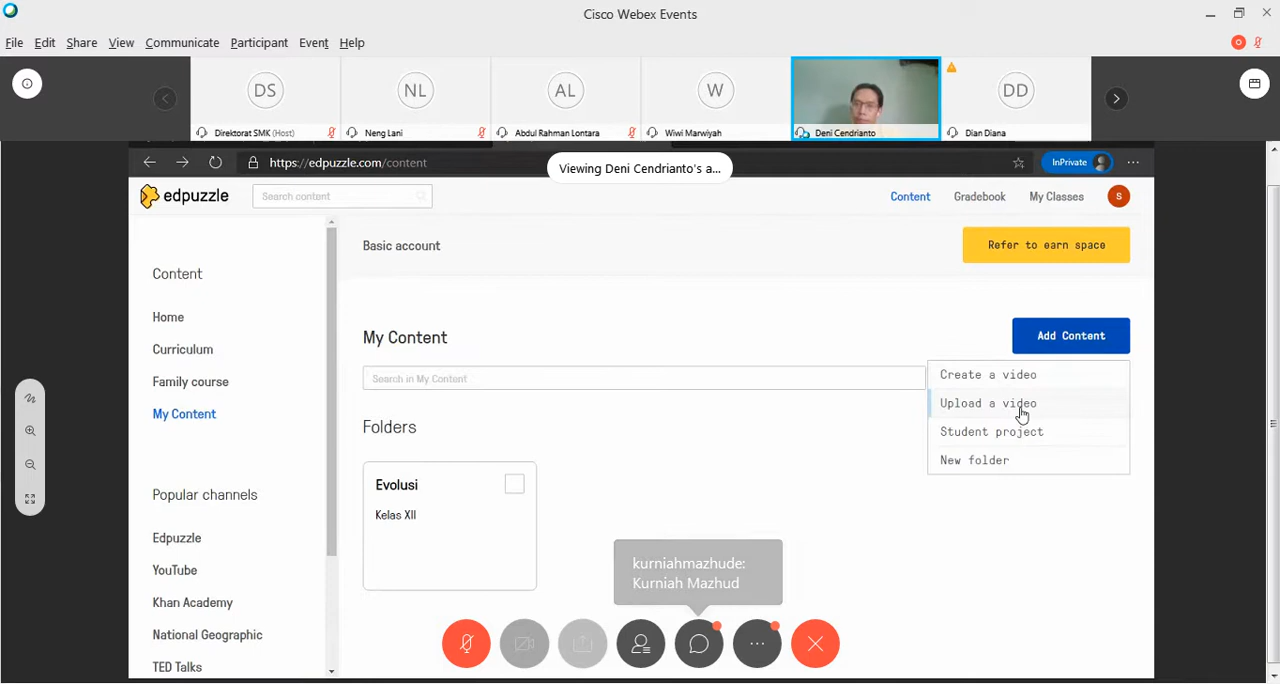 Cisco Webex Events
File Edit Share View Communicate Participant Event Help
DS NL AL W DD
Direktorat SMK (Host) Neng Lani Abdul Rahman Lontara Wiwi Marwiyah Deni Cendrianto Dian Diana
https://edpuzzle.com/content
Viewing Deni Cendrianto's a...
InPrivate
edpuzzle
Search content
Content Gradebook My Classes S
Basic account
Refer to earn space
Content
Home
Curriculum
Family course
My Content
Popular channels
Edpuzzle
YouTube
Khan Academy
National Geographic
TED Talks
My Content
Add Content
Search in My Content
Create a video
Upload a video
Student project
New folder
Folders
Evolusi
Kelas XII
kurniahmazhude:
Kurniah Mazhud